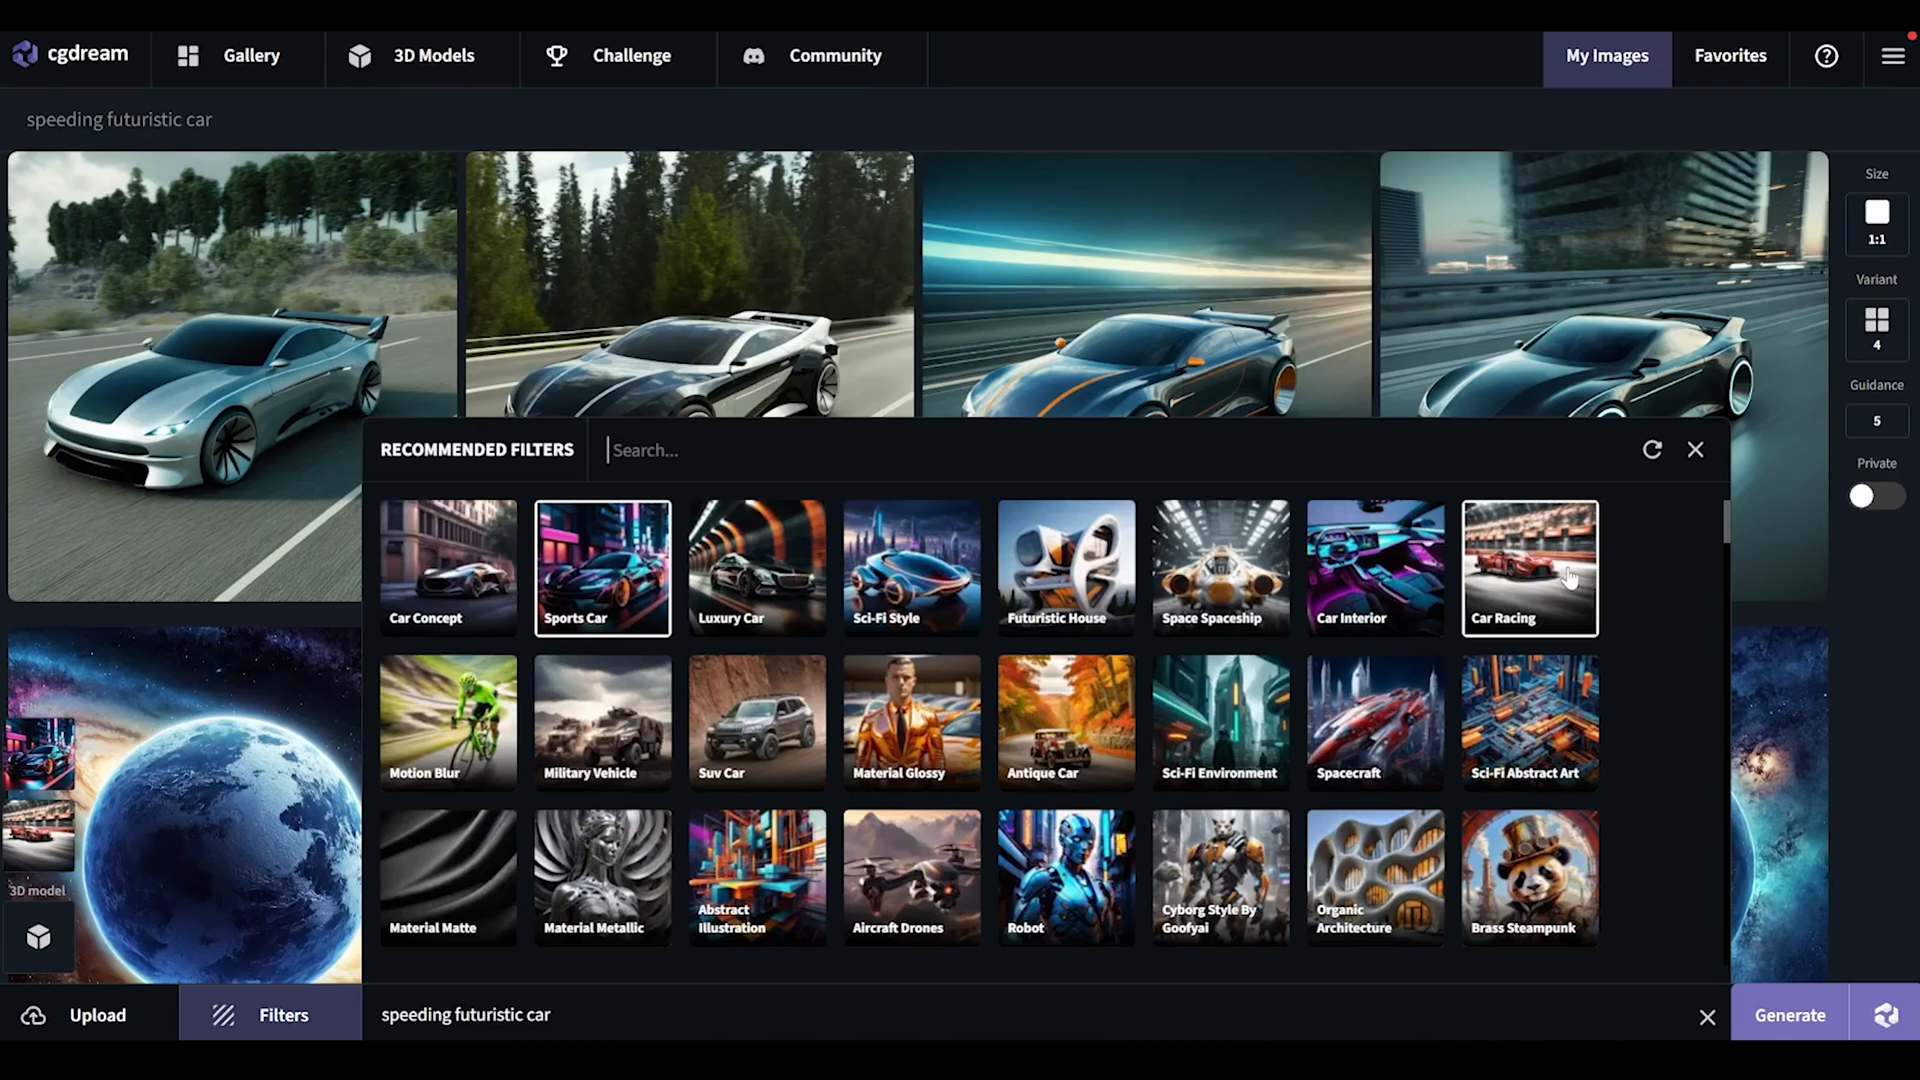 cgdream
Gallery
3D Models
Challenge
Community
My Images
Favorites
speeding futuristic car
Size
1:1
Variant
4
Guidance
5
Private
RECOMMENDED FILTERS
Search...
Car Concept
Sports Car
Luxury Car
Sci-Fi Style
Futuristic House
Space Spaceship
Car Interior
Car Racing
Motion Blur
Military Vehicle
Suv Car
Material Glossy
Antique Car
Sci-Fi Environment
Spacecraft
Sci-Fi Abstract Art
Material Matte
Material Metallic
Abstract
Illustration
Aircraft Drones
Robot
Cyborg Style By
Goofyai
Organic
Architecture
Brass Steampunk
3D model
Upload
Filters
speeding futuristic car
Generate